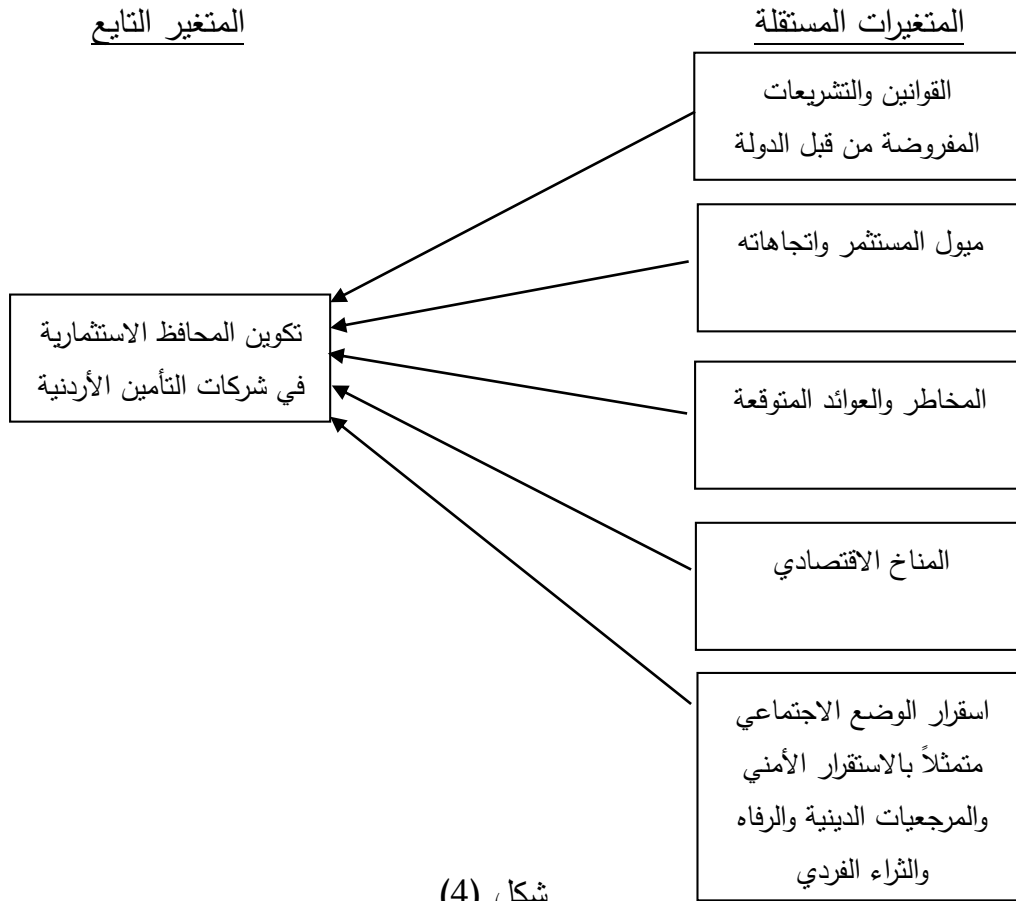 المتغيرات المستقلة
المتغير التايع
القوانين والتشريعات
المفروضة من قبل الدولة
ميول المستثمر واتجاهاته
المخاطر والعوائد المتوقعة
المناخ الاقتصادي
اسقرار الوضع الاجتماعي
متمثلاً بالاستقرار الأمني
والمرجعيات الدينية والرفاه
والثراء الفردي
تكوين المحافظ الاستثمارية
في شركات التأمين الأردنية
شكل (4)